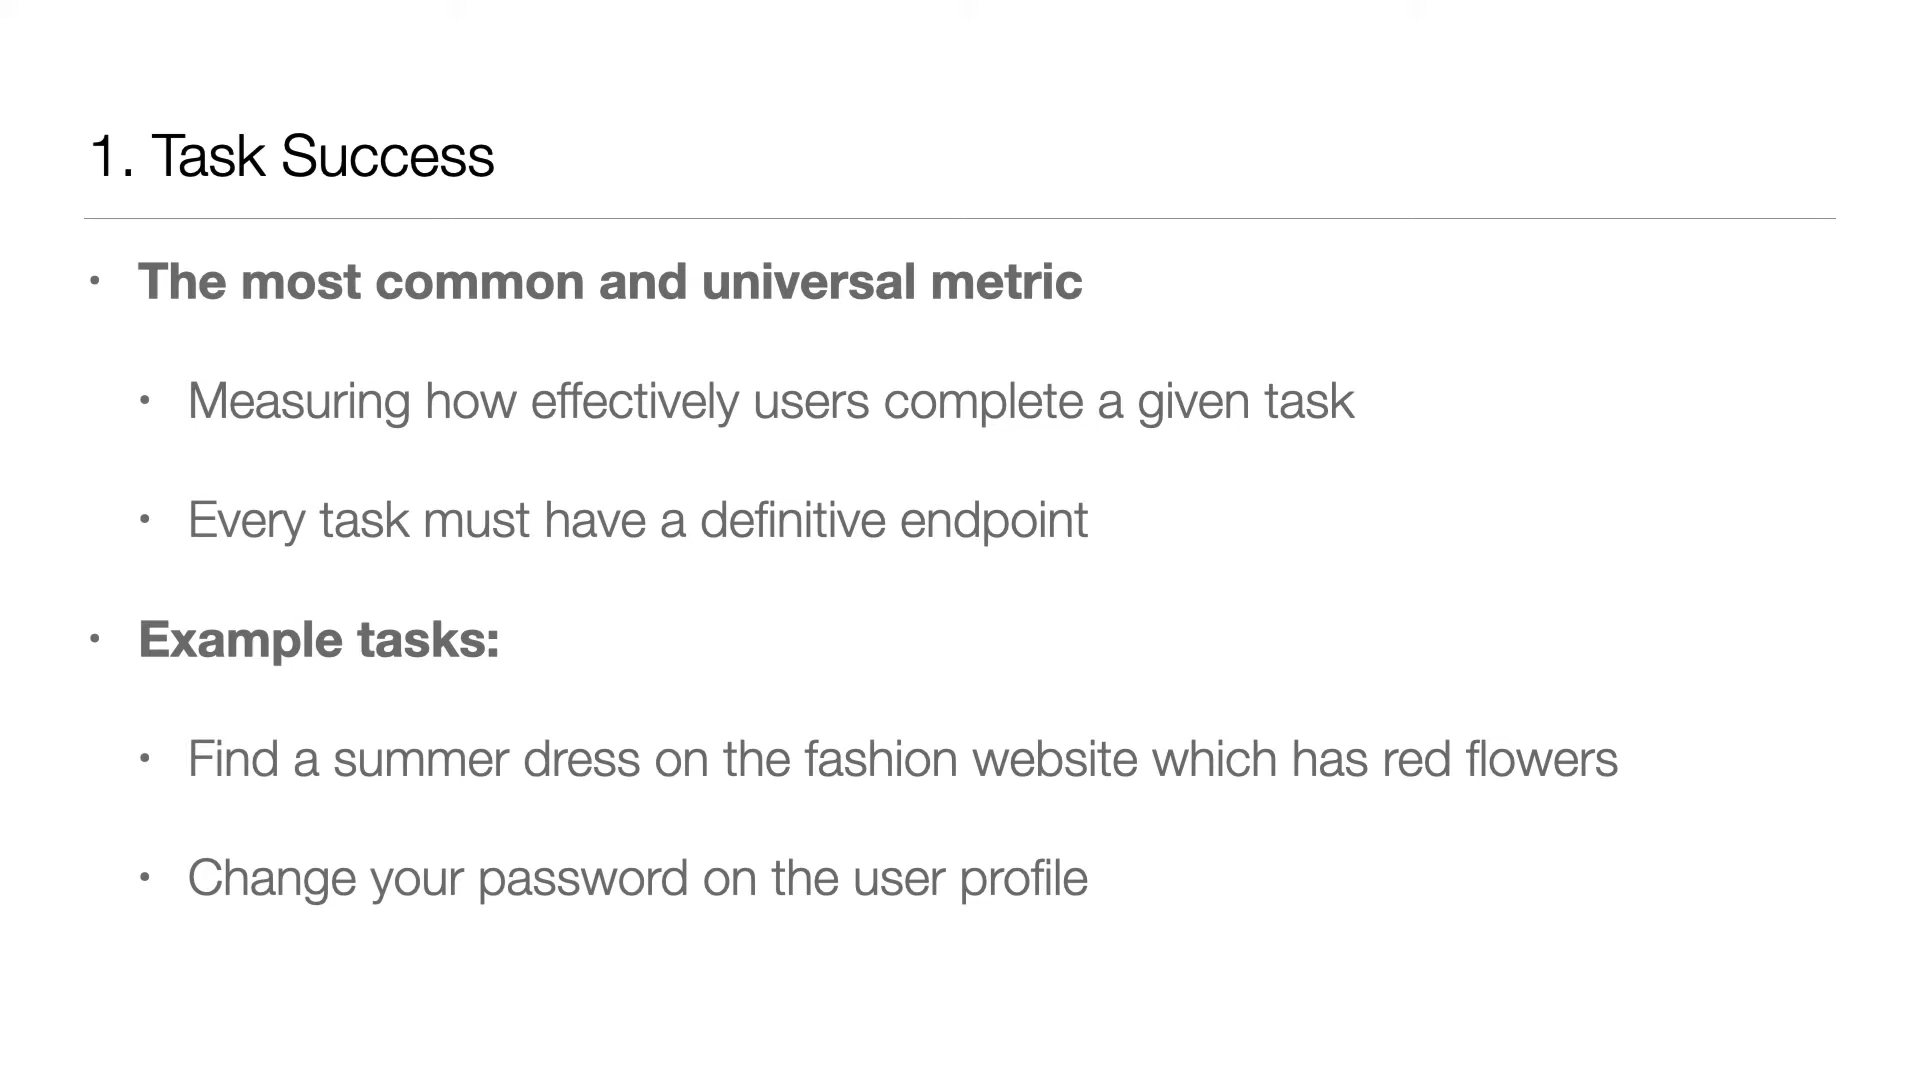 1. Task Success
• The most common and universal metric
• Measuring how effectively users complete a given task
• Every task must have a definitive endpoint
• Example tasks:
• Find a summer dress on the fashion website which has red flowers
• Change your password on the user profile